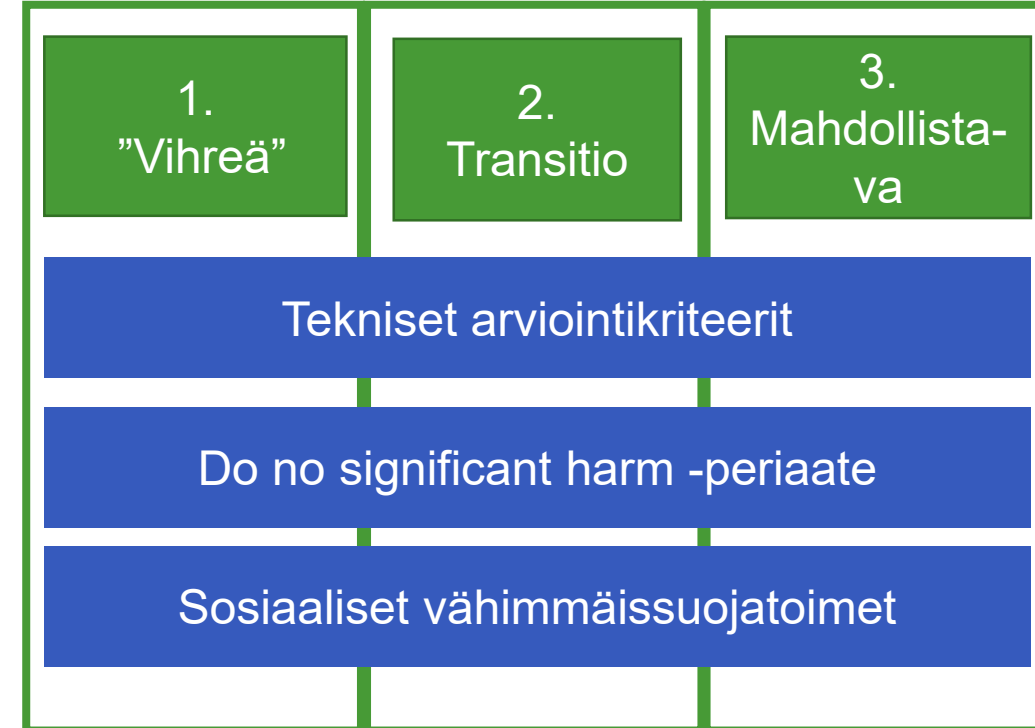 1.
”Vihreä”
2.
Transitio
3.
Mahdollista-
va
Tekniset arviointikriteerit
Do no significant harm -periaate
Sosiaaliset vähimmäissuojatoimet